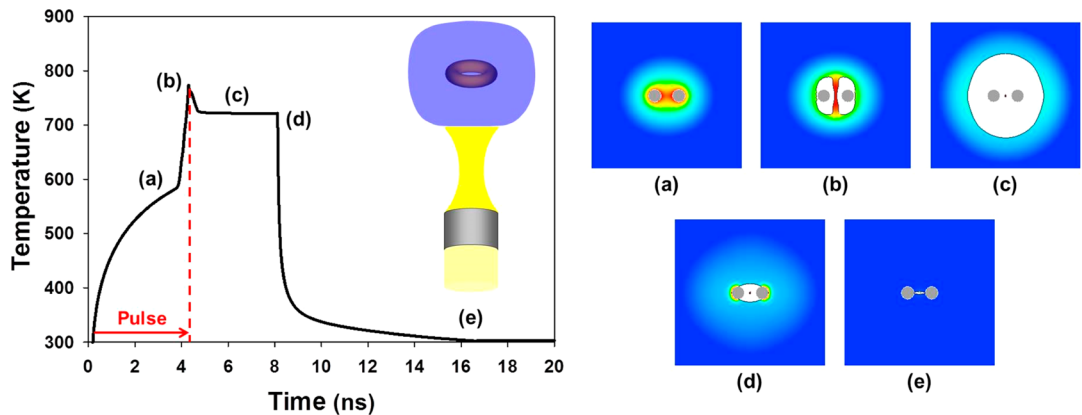 900
800
700
600
500
400
300
Temperature (K)
(a)
(b)
(c)
(d)
(e)
Pulse
0 2 4 6 8 10 12 14 16 18 20
Time (ns)
(a) (b) (c)
(d) (e)